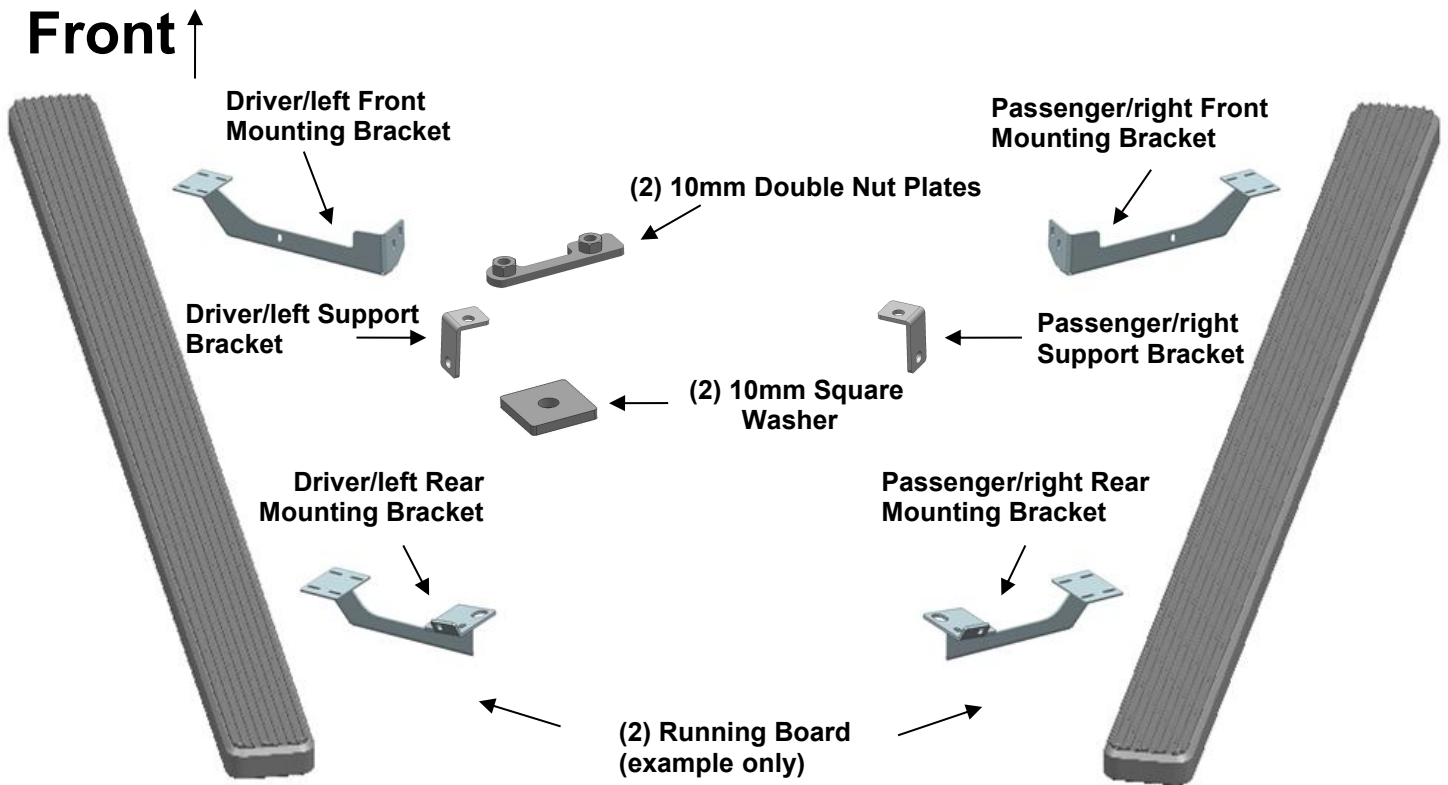 Front
Driver/left Front
Mounting Bracket
Passenger/right Front
Mounting Bracket
(2) 10mm Double Nut Plates
Driver/left Support
Bracket
Passenger/right
Support Bracket
(2) 10mm Square
Washer
Driver/left Rear
Mounting Bracket
Passenger/right Rear
Mounting Bracket
(2) Running Board
(example only)